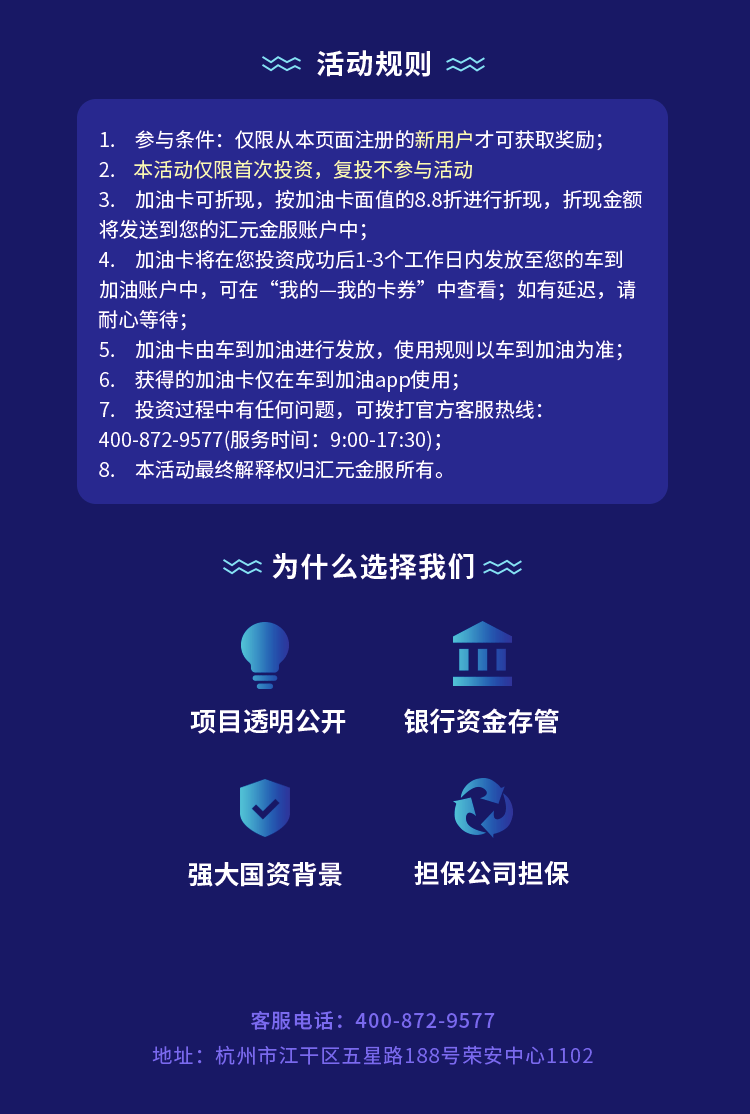 活动规则
1. 参与条件：仅限从本页面注册的新用户才可获取奖励；
2. 本活动仅限首次投资，复投不参与活动
3. 加油卡可折现，按加油卡面值的8.8折进行折现，折现金额
将发送到您的汇元金服账户中；
4. 加油卡将在您投资成功后1-3个工作日内发放至您的车到
加油账户中，可在“我的—我的卡券”中查看；如有延迟，请
耐心等待；
5. 加油卡由车到加油进行发放，使用规则以车到加油为准；
6. 获得的加油卡仅在车到加油app使用；
7. 投资过程中有任何问题，可拨打官方客服热线：
400-872-9577(服务时间：9:00-17:30)；
8. 本活动最终解释权归汇元金服所有。
为什么选择我们
项目透明公开
银行资金存管
强大国资背景
担保公司担保
客服电话：400-872-9577
地址：杭州市江干区五星路188号荣安中心1102